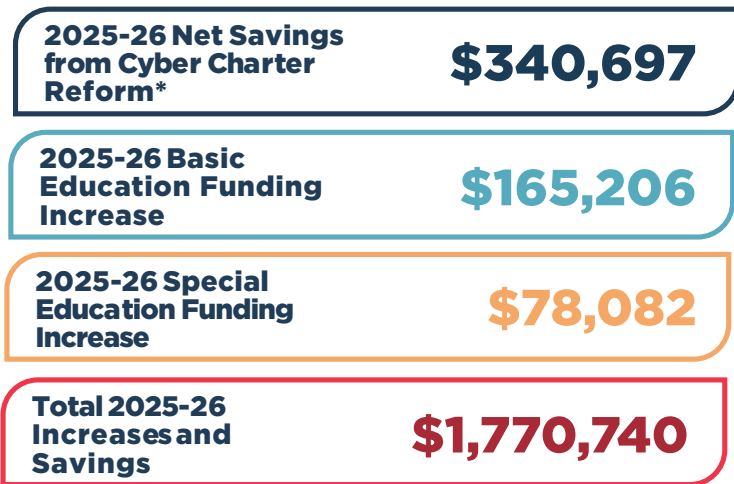 2025-26 Net Savings
from Cyber Charter
Reform*
$340,697
2025-26 Basic
Education Funding
Increase
$165,206
2025-26 Special
Education Funding
Increase
$78,082
Total 2025-26
Increases and
Savings
$1,770,740